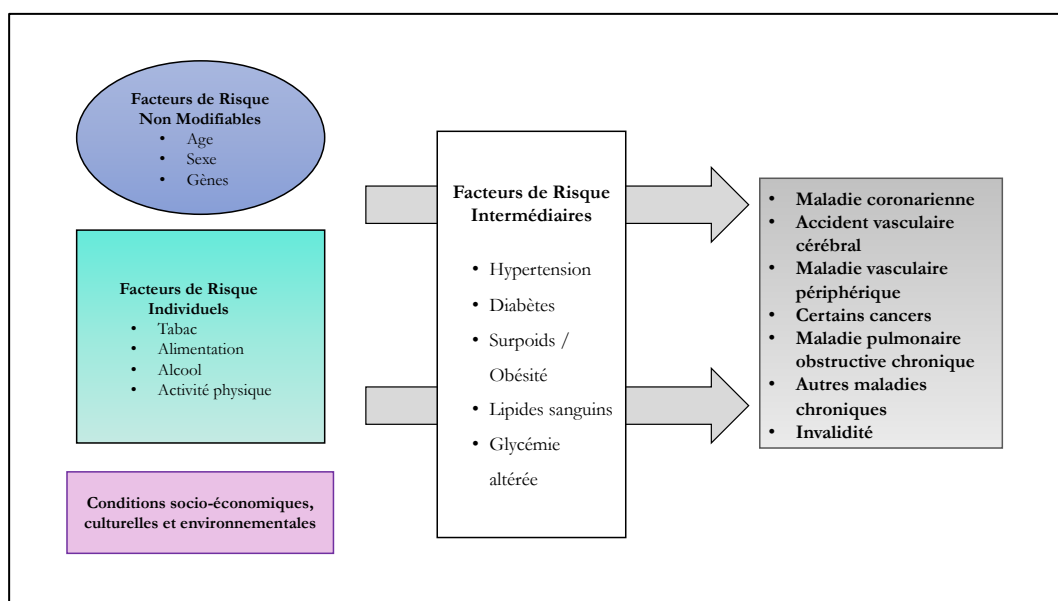 Facteurs de Risque
Non Modifiables
• Age
• Sexe
• Gènes
Facteurs de Risque
Individuels
• Tabac
• Alimentation
• Alcool
• Activité physique
Conditions socio-économiques,
culturelles et environnementales
Facteurs de Risque
Intermédiaires
• Hypertension
• Diabètes
• Surpoids /
Obésité
• Lipides sanguins
• Glycémie
altérée
• Maladie coronarienne
• Accident vasculaire
cérébral
• Maladie vasculaire
périphérique
• Certains cancers
• Maladie pulmonaire
obstructive chronique
• Autres maladies
chroniques
• Invalidité